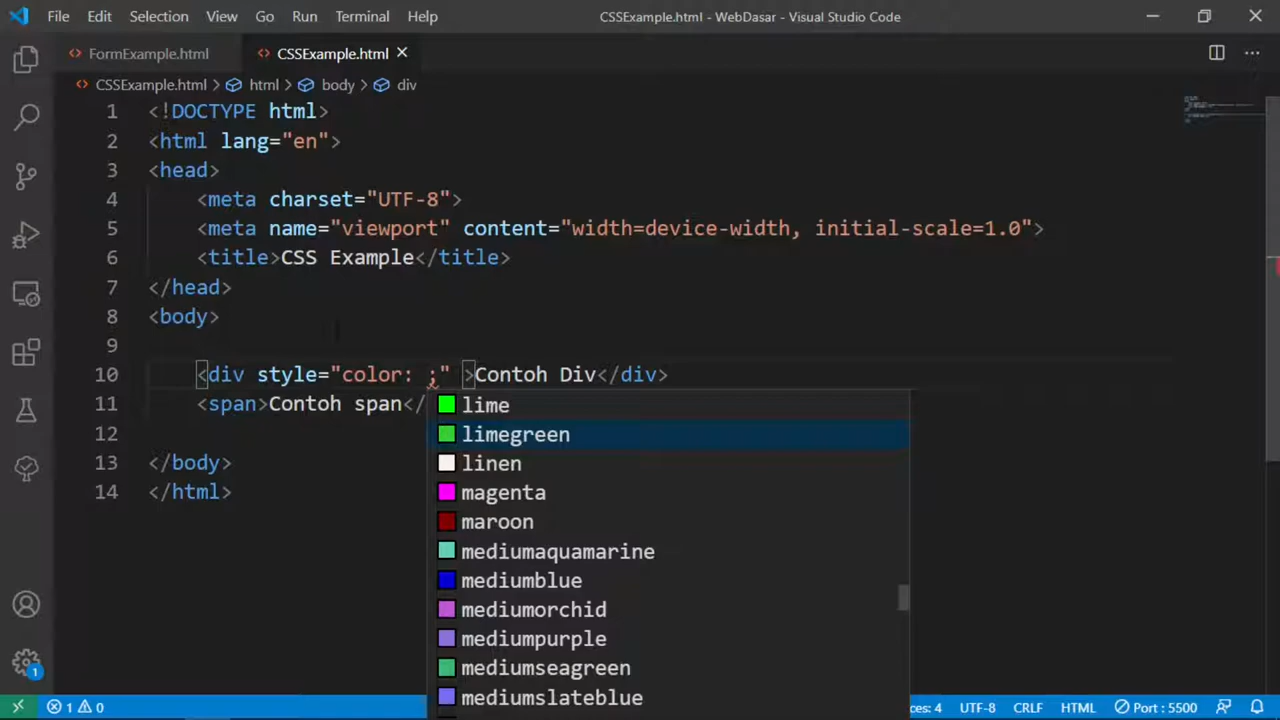 File Edit Selection View Go Run Terminal Help CSSExample.html - WebDasar - Visual Studio Code
FormExample.html CSSExample.html
CSSExample.html > html > body > div
1 <!DOCTYPE html>
2 <html lang="en">
3 <head>
4 <meta charset="UTF-8">
5 <meta name="viewport" content="width=device-width, initial-scale=1.0">
6 <title>CSS Example</title>
7 </head>
8 <body>
9
10 <div style="color: ;" >Contoh Div</div>
11 <span>Contoh span</
lime
limegreen
12
linen
13 </body>
magenta
14 </html>
maroon
mediumaquamarine
mediumblue
mediumorchid
mediumpurple
mediumseagreen
mediumslateblue
1
1 0 ces: 4 UTF-8 CRLF HTML Port : 5500